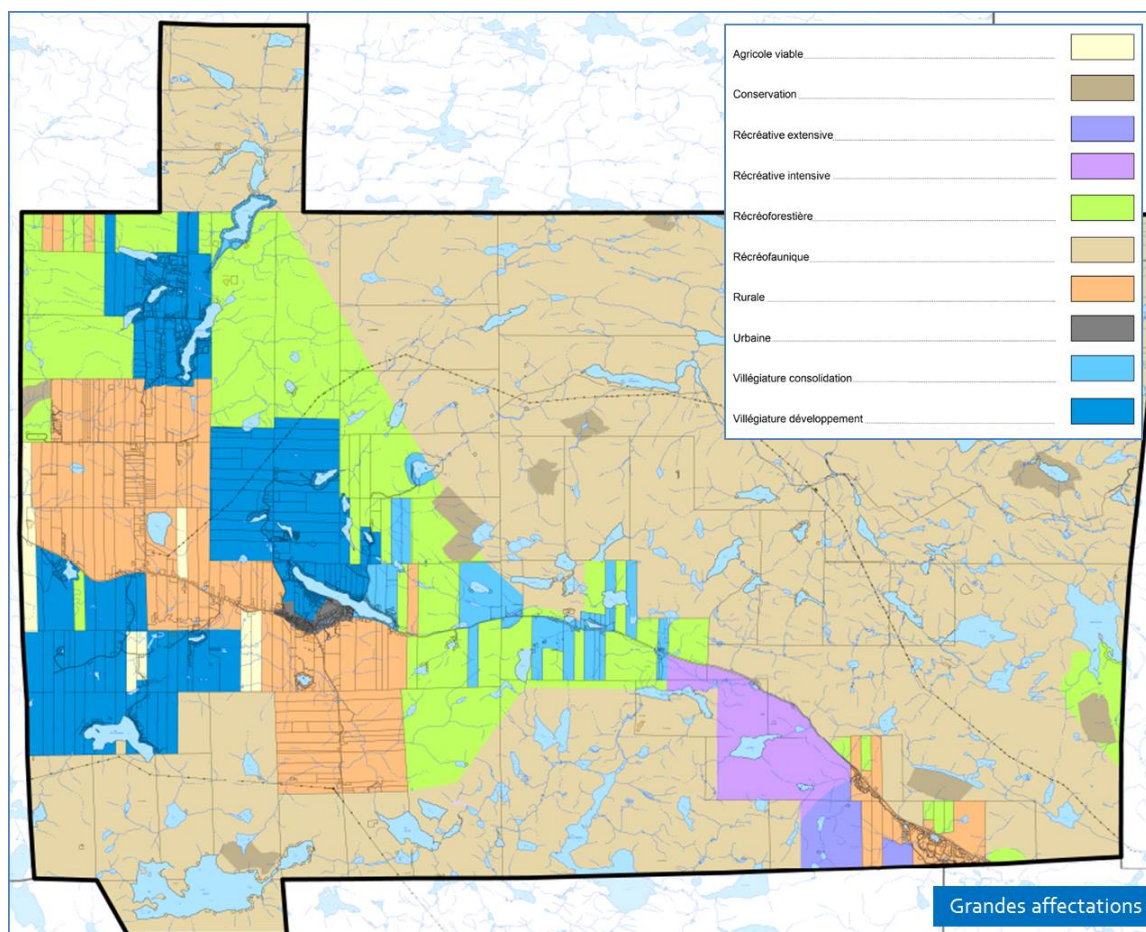 Agricole viable
Conservation
Récréative extensive
Récréative intensive
Récréoforestière
Récréofaunique
Rurale
Urbaine
Villégiature consolidation
Villégiature développement
Grandes affectations